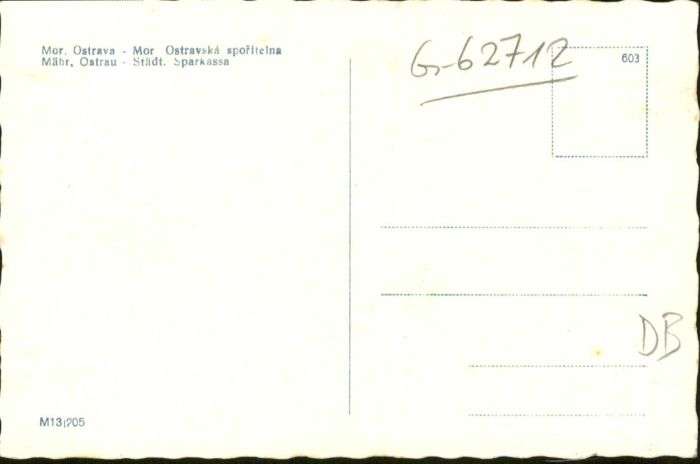 Mor. Ostrava - Mor Ostravská spořitelna
Mähr, Ostrau - Städt. Sparkassa
G-62712
603
DB
M13 205